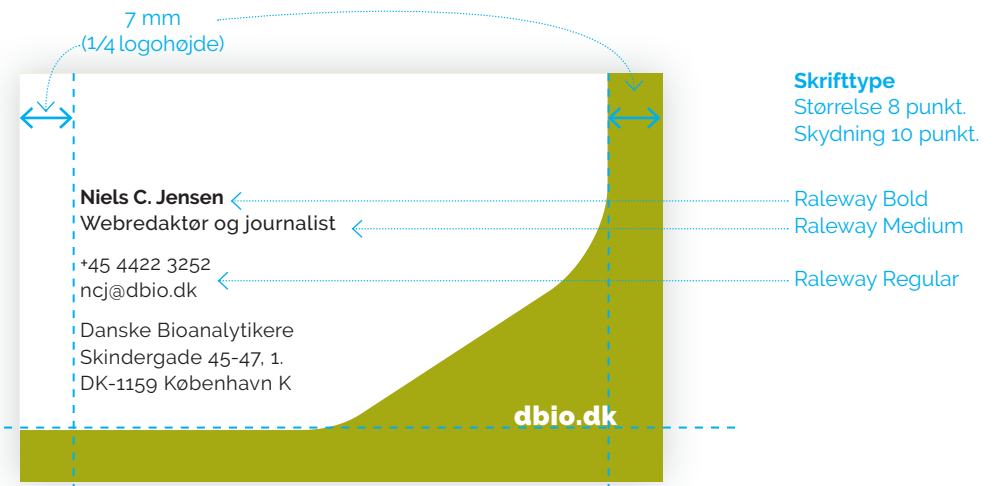 7 mm
(1/4 logohøjde)
Skrifttype
Størrelse 8 punkt.
Skydning 10 punkt.
Niels C. Jensen
Webredaktør og journalist
+45 4422 3252
ncj@dbio.dk
Danske Bioanalytikere
Skindergade 45-47, 1.
DK-1159 København K
dbio.dk
Raleway Bold
Raleway Medium
Raleway Regular